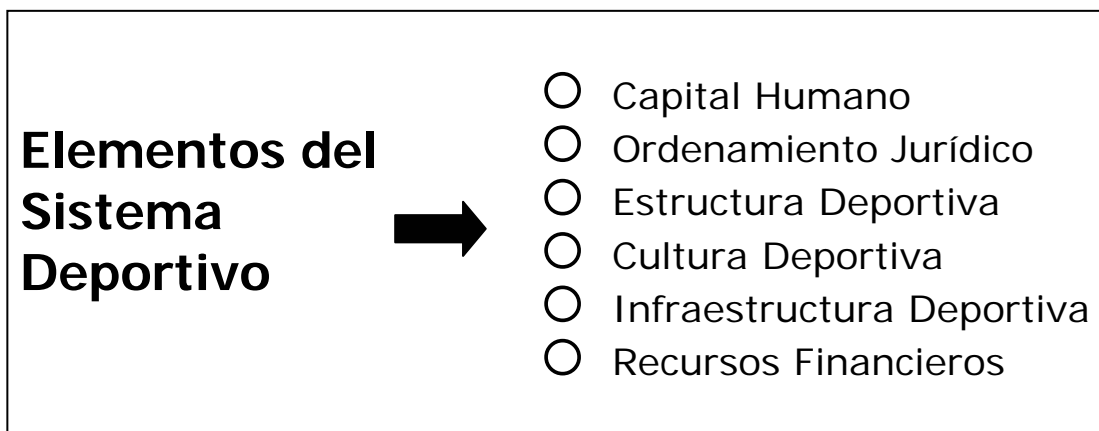 Elementos del
Sistema
Deportivo
Capital Humano
Ordenamiento Jurídico
Estructura Deportiva
Cultura Deportiva
Infraestructura Deportiva
Recursos Financieros